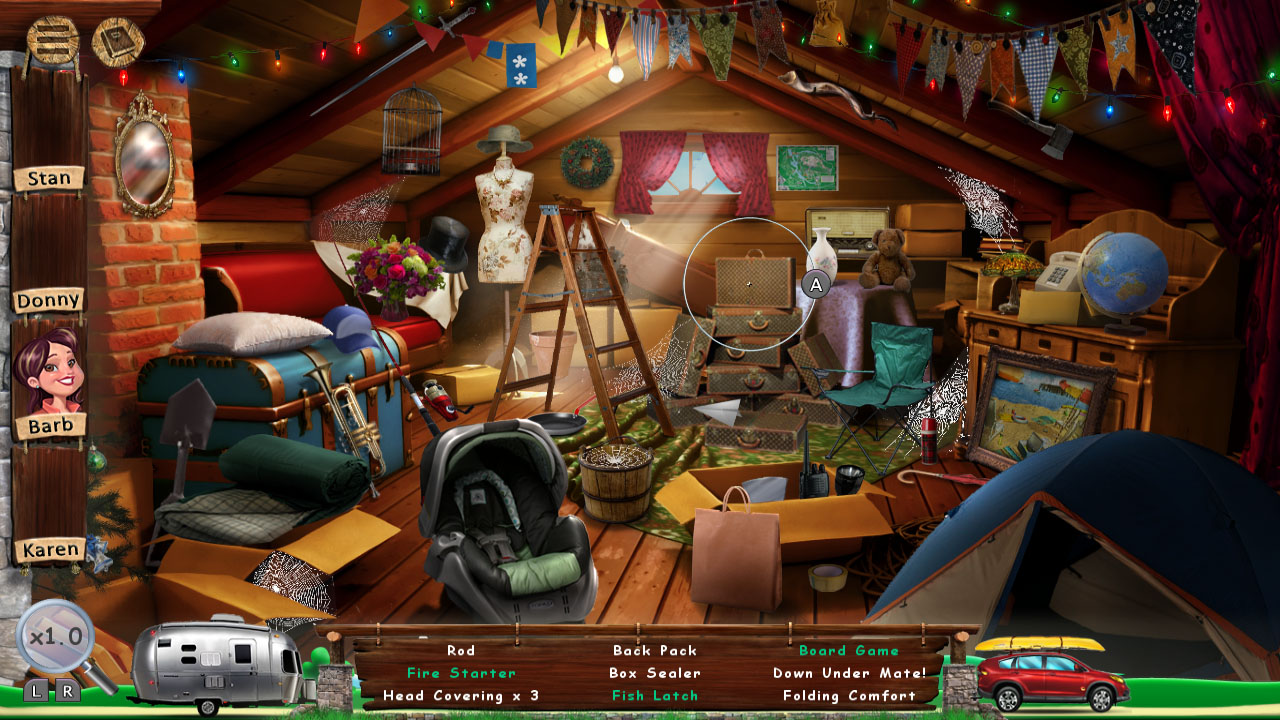 Stan
Donny
Barb
Karen
A
x1.0
L R
Rod
Back Pack
Board Game
Fire Starter
Box Sealer
Down Under Mate!
Head Covering x 3
Fish Latch
Folding Comfort